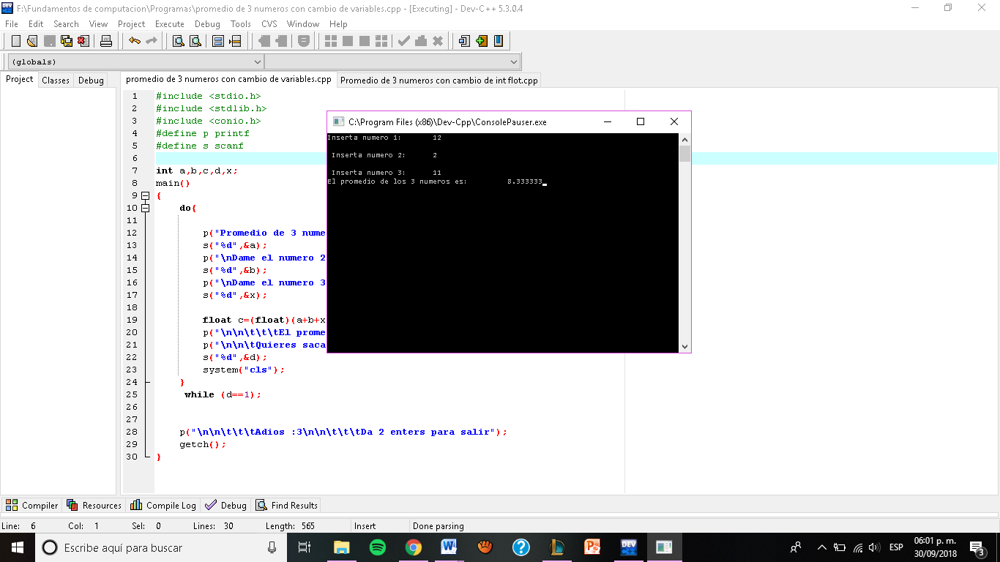 F:\Fundamentos de computacion\Programas\promedio de 3 numeros con cambio de variables.cpp - [Executing] - Dev-C++ 5.3.0.4
File Edit Search View Project Execute Debug Tools CVS Window Help
(globals)
Project Classes Debug
promedio de 3 numeros con cambio de variables.cpp Promedio de 3 numeros con cambio de int flot.cpp
1 #include <stdio.h>
2 #include <stdlib.h>
3 #include <conio.h>
4 #define p printf
5 #define s scanf
6
7 int a,b,c,d,x;
8 main()
9 {
10 do{
11
12 p("Promedio de 3 nume
13 s("%d",&a);
14 p("\nDame el numero 2
15 s("%d",&b);
16 p("\nDame el numero 3
17 s("%d",&x);
18
19 float c=(float)(a+b+x
20 p("\n\n\t\t\tEl prome
21 p("\n\n\tQuieres saca
22 s("%d",&d);
23 system("cls");
24 }
25 while (d==1);
26
27
28 p("\n\n\t\t\tAdios :3\n\n\t\t\tDa 2 enters para salir");
29 getch();
30 }
C:\Program Files (x86)\Dev-Cpp\ConsolePauser.exe
Inserta numero 1: 12
Inserta numero 2: 2
Inserta numero 3: 11
El promedio de los 3 numeros es: 8.333333
Compiler Resources Compile Log Debug Find Results
Line: 6 Col: 1 Sel: 0 Lines: 30 Length: 565 Insert Done parsing
Escribe aquí para buscar
ESP
06:01 p. m.
30/09/2018
3